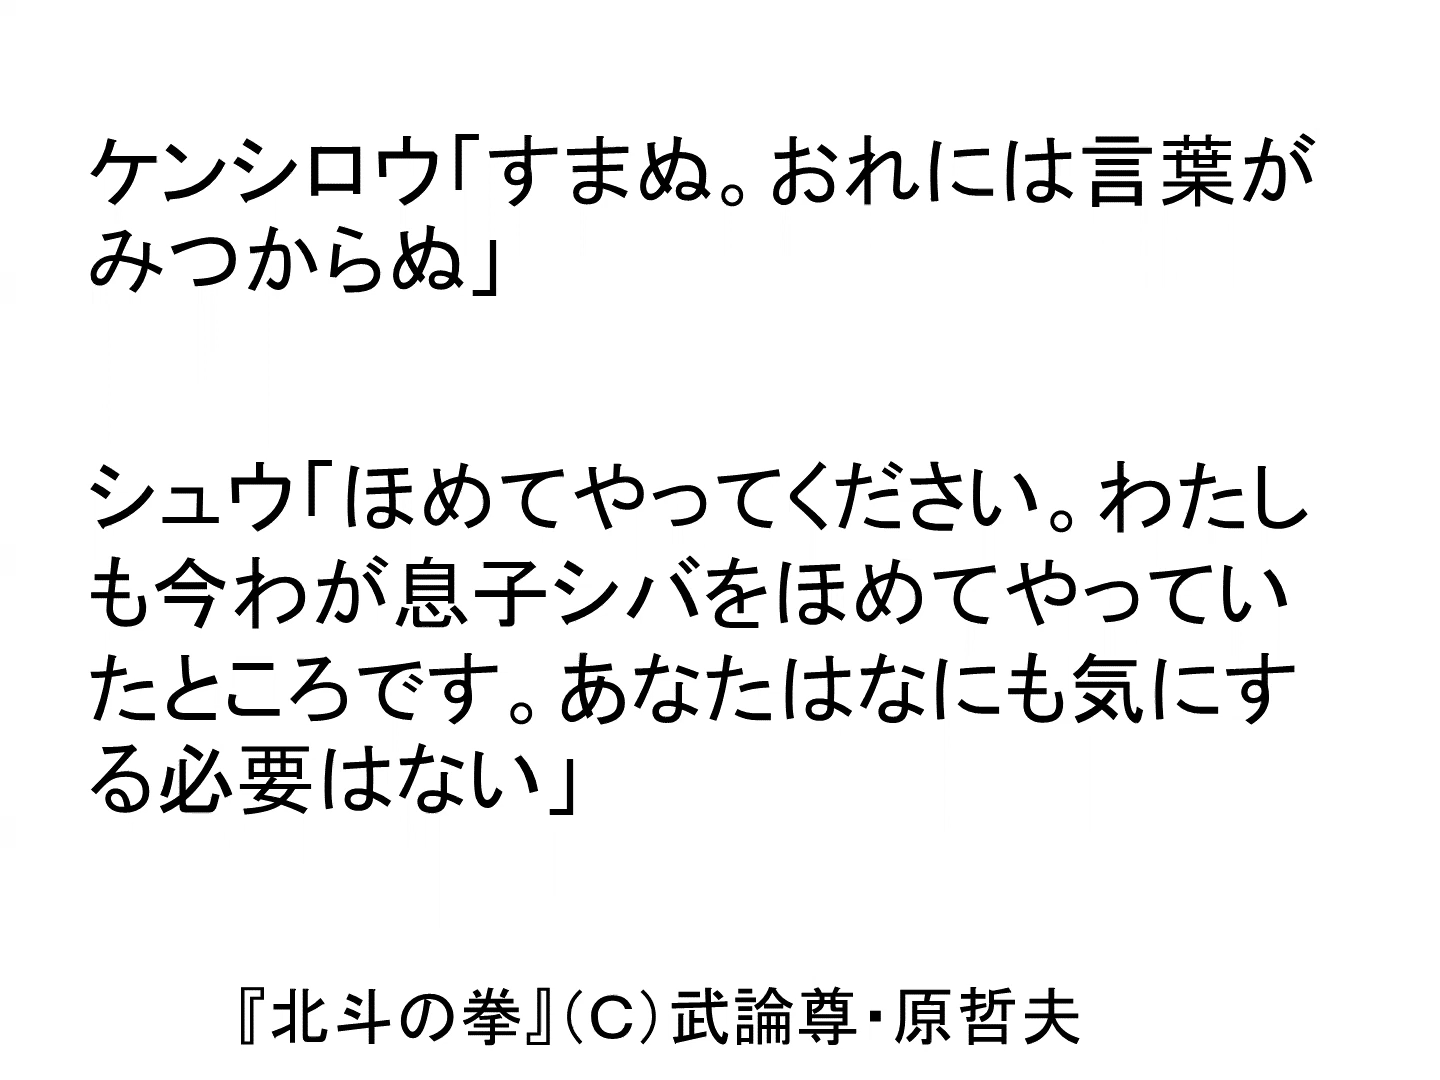 ケンシロウ「すまぬ。おれには言葉が
みつからぬ」
シュウ「ほめてやってください。わたし
も今わが息子シバをほめてやってい
たところです。あなたはなにも気にす
る必要はない」
『北斗の拳』（Ｃ）武論尊・原哲夫